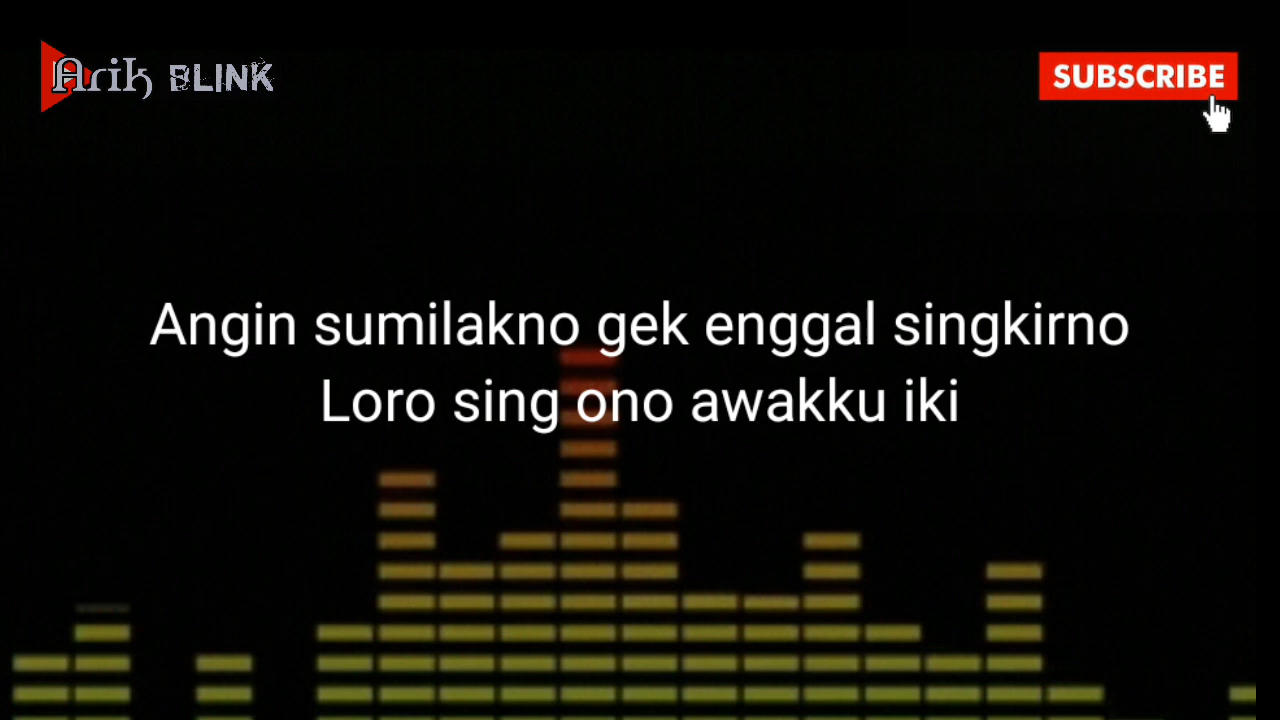 Arik BLINK
SUBSCRIBE
Angin sumilakno gek enggal singkirno
Loro sing ono awakku iki